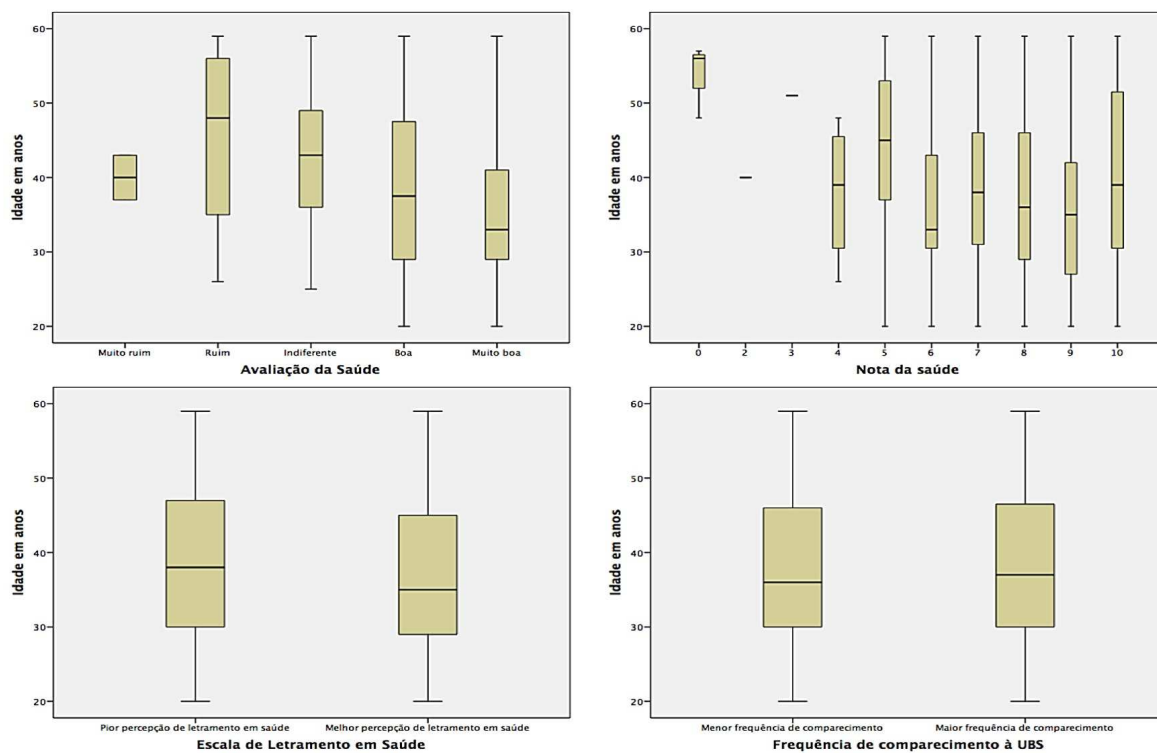 Idade em anos
60
50
40
30
20
Muito ruim Ruim Indiferente Boa Muito boa
Avaliação da Saúde
Idade em anos
60
50
40
30
20
0 2 3 4 5 6 7 8 9 10
Nota da saúde
Idade em anos
60
50
40
30
20
Pior percepção de letramento em saúde Melhor percepção de letramento em saúde
Escala de Letramento em Saúde
Idade em anos
60
50
40
30
20
Menor frequência de comparecimento Maior frequência de comparecimento
Frequência de comparecimento à UBS